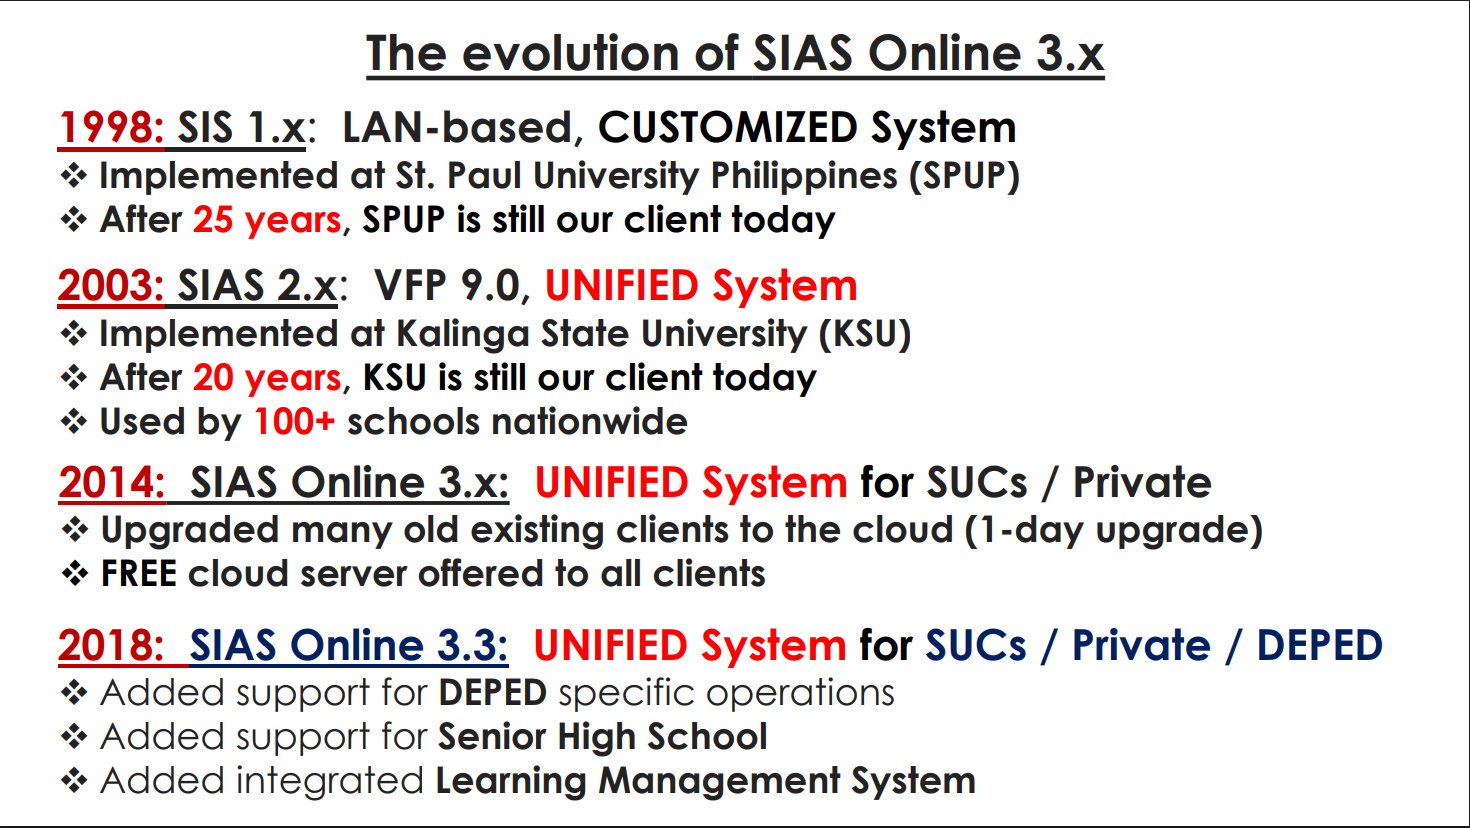 The evolution of SIAS Online 3.x
1998: SIS 1.x: LAN-based, CUSTOMIZED System
❖ Implemented at St. Paul University Philippines (SPUP)
❖ After 25 years, SPUP is still our client today
2003: SIAS 2.x: VFP 9.0, UNIFIED System
❖ Implemented at Kalinga State University (KSU)
❖ After 20 years, KSU is still our client today
❖ Used by 100+ schools nationwide
2014: SIAS Online 3.x: UNIFIED System for SUCs / Private
❖ Upgraded many old existing clients to the cloud (1-day upgrade)
❖ FREE cloud server offered to all clients
2018: SIAS Online 3.3: UNIFIED System for SUCs / Private / DEPED
❖ Added support for DEPED specific operations
❖ Added support for Senior High School
❖ Added integrated Learning Management System